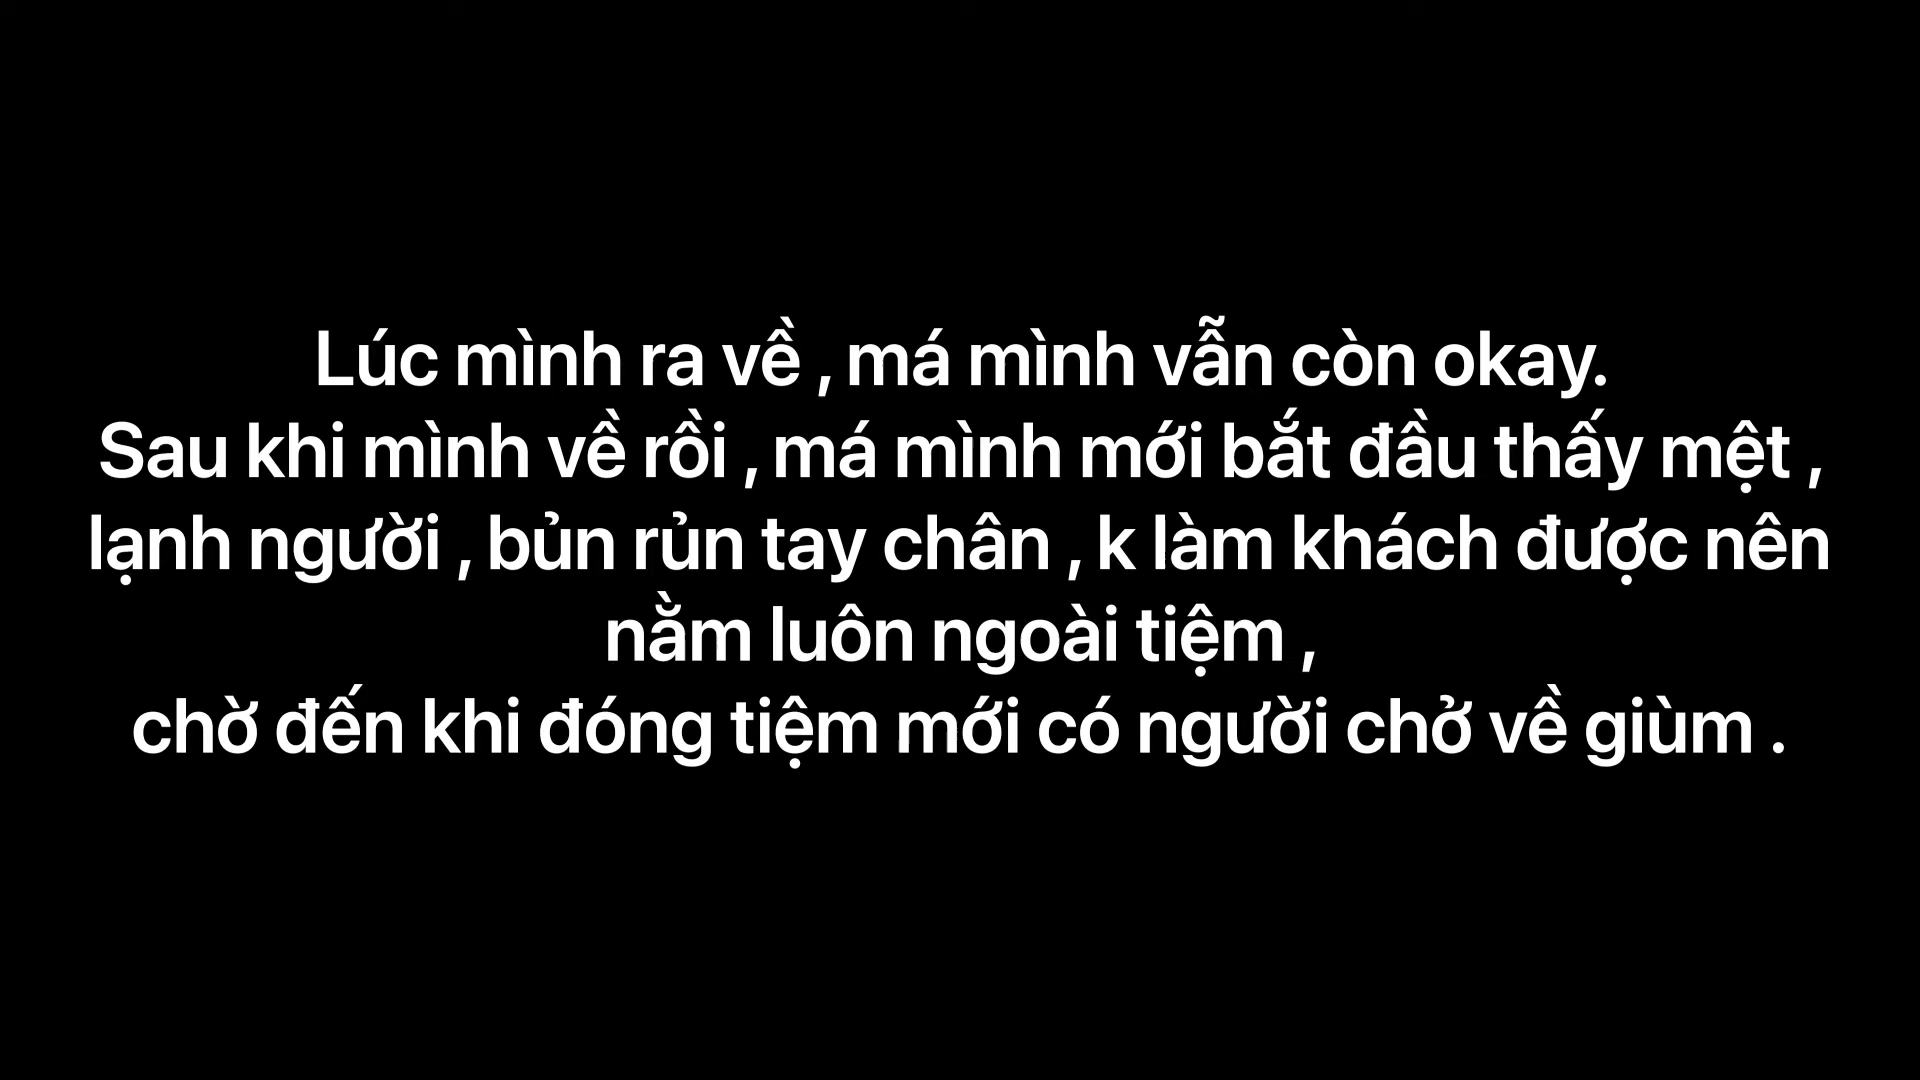 Lúc mình ra về , má mình vẫn còn okay.
Sau khi mình về rồi , má mình mới bắt đầu thấy mệt ,
lạnh người , bủn rủn tay chân , k làm khách được nên
nằm luôn ngoài tiệm ,
chờ đến khi đóng tiệm mới có người chở về giùm .